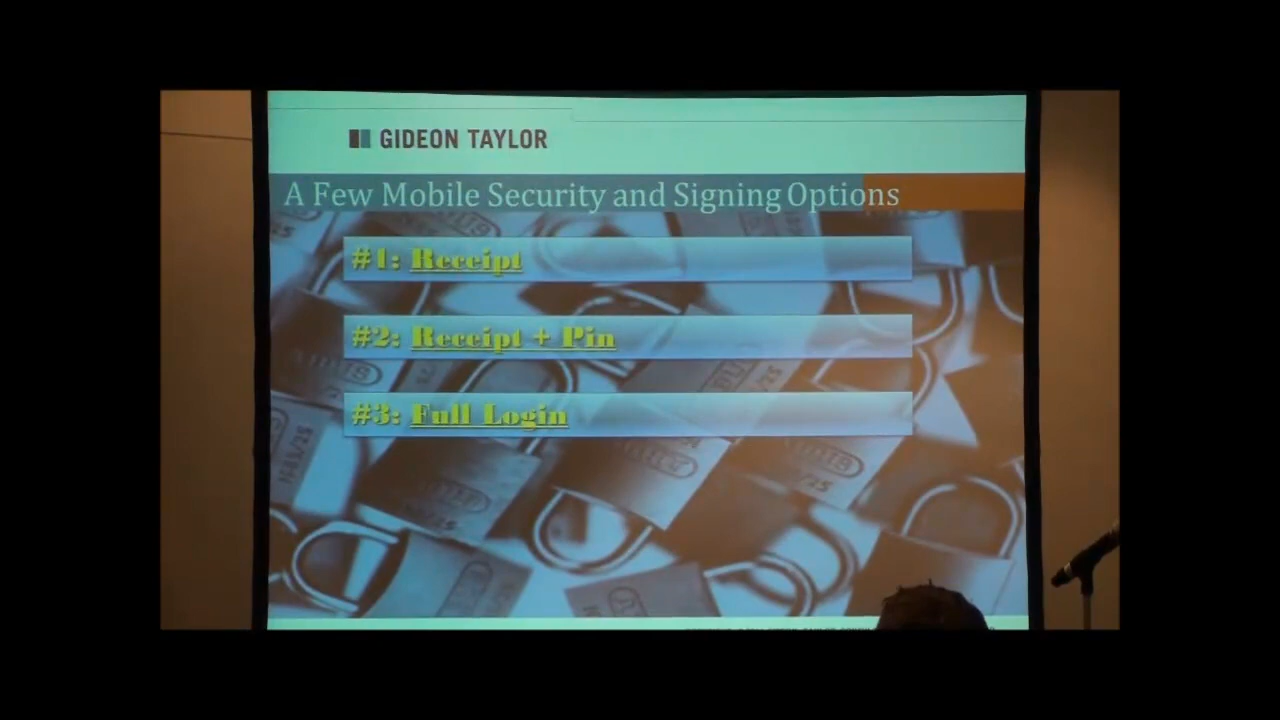 GIDEON TAYLOR
A Few Mobile Security and Signing Options
#1: Receipt
#2: Receipt + Pin
#3: Full Login